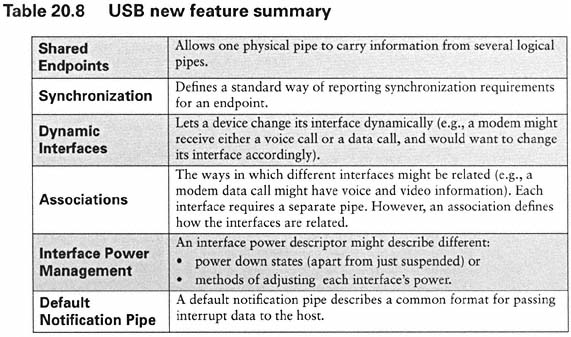 Table 20.8 USB new feature summary
Shared
Endpoints
Allows one physical pipe to carry information from several logical
pipes.
Synchronization
Defines a standard way of reporting synchronization requirements
for an endpoint.
Dynamic
Interfaces
Lets a device change its interface dynamically (e.g., a modem might
receive either a voice call or a data call, and would want to change
its interface accordingly).
Associations
The ways in which different interfaces might be related (e.g., a
modem data call might have voice and video information). Each
interface requires a separate pipe. However, an association defines
how the interfaces are related.
Interface Power
Management
An interface power descriptor might describe different:
• power down states (apart from just suspended) or
• methods of adjusting each interface's power.
Default
Notification Pipe
A default notification pipe describes a common format for passing
interrupt data to the host.